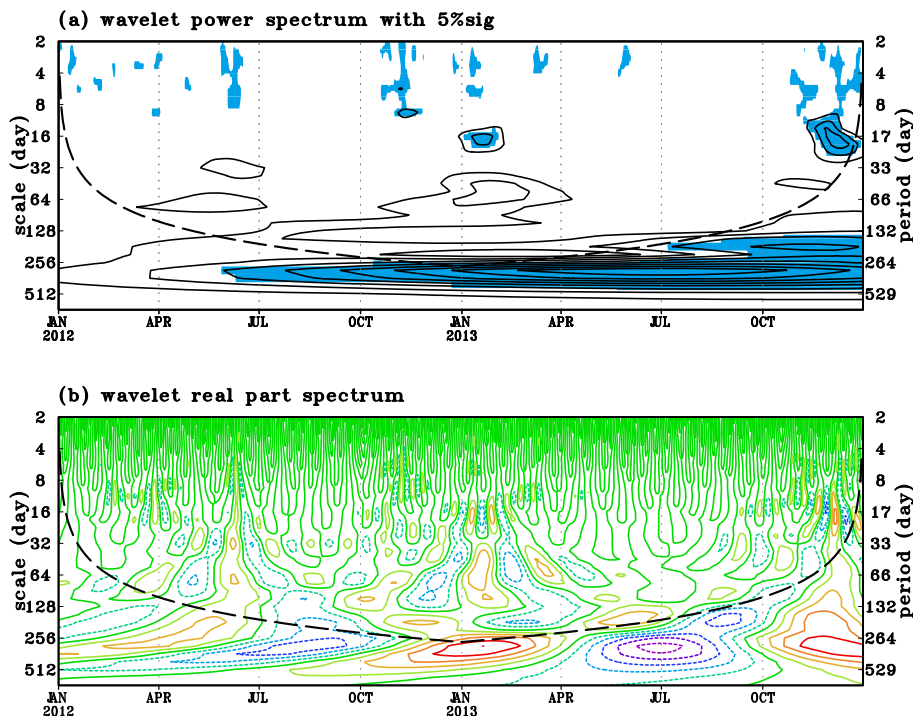 (a) wavelet power spectrum with 5%sig
2 2
4 4
8 8
16 17
32 33
64 66
128 132
256 264
512 529
scale (day)
period (day)
JAN APR JUL OCT JAN APR JUL OCT
2012 2013
(b) wavelet real part spectrum
2 2
4 4
8 8
16 17
32 33
64 66
128 132
256 264
512 529
scale (day)
period (day)
JAN APR JUL OCT JAN APR JUL OCT
2012 2013